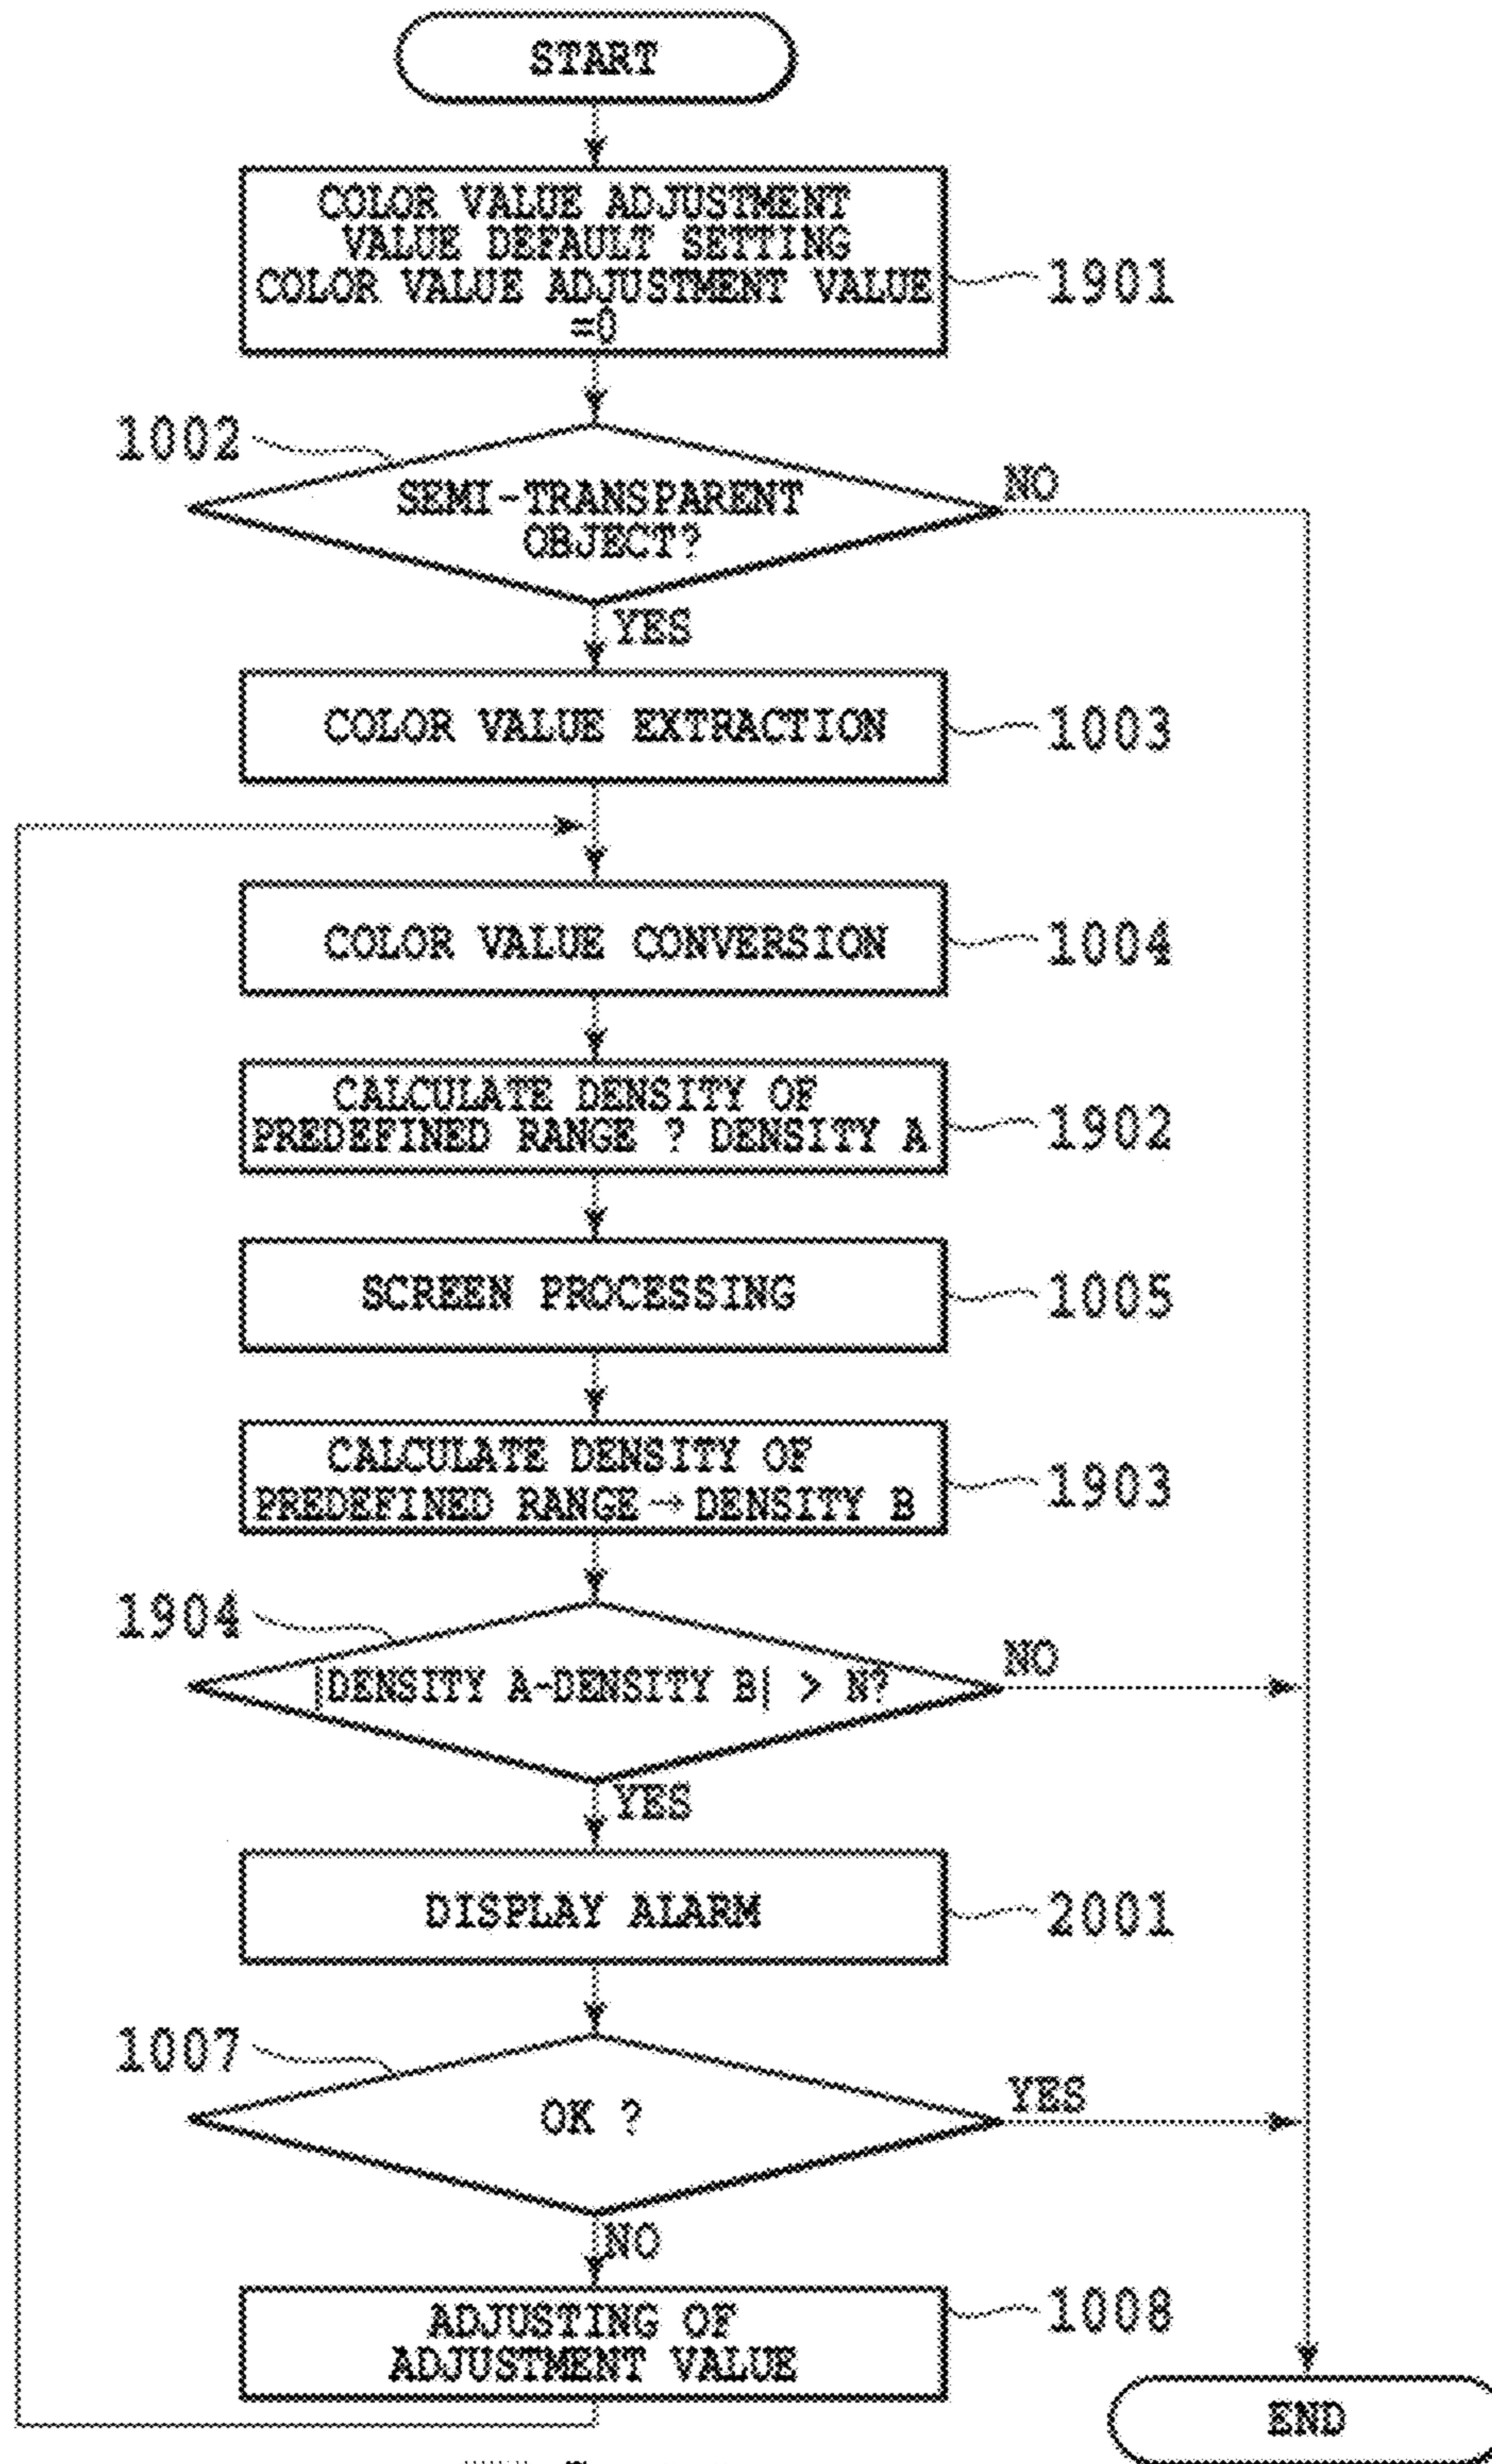 START
COLOR VALUE ADJUSTMENT
VALUE DEFAULT SETTING
COLOR VALUE ADJUSTMENT VALUE
=0
1901
1002
SEMI-TRANSPARENT
OBJECT?
NO
YES
COLOR VALUE EXTRACTION
1003
COLOR VALUE CONVERSION
1004
CALCULATE DENSITY OF
PREDEFINED RANGE ? DENSITY A
1902
SCREEN PROCESSING
1005
CALCULATE DENSITY OF
PREDEFINED RANGE → DENSITY B
1903
1904
|DENSITY A-DENSITY B| > N?
NO
YES
DISPLAY ALARM
2001
1007
OK ?
YES
NO
ADJUSTING OF
ADJUSTMENT VALUE
1008
END